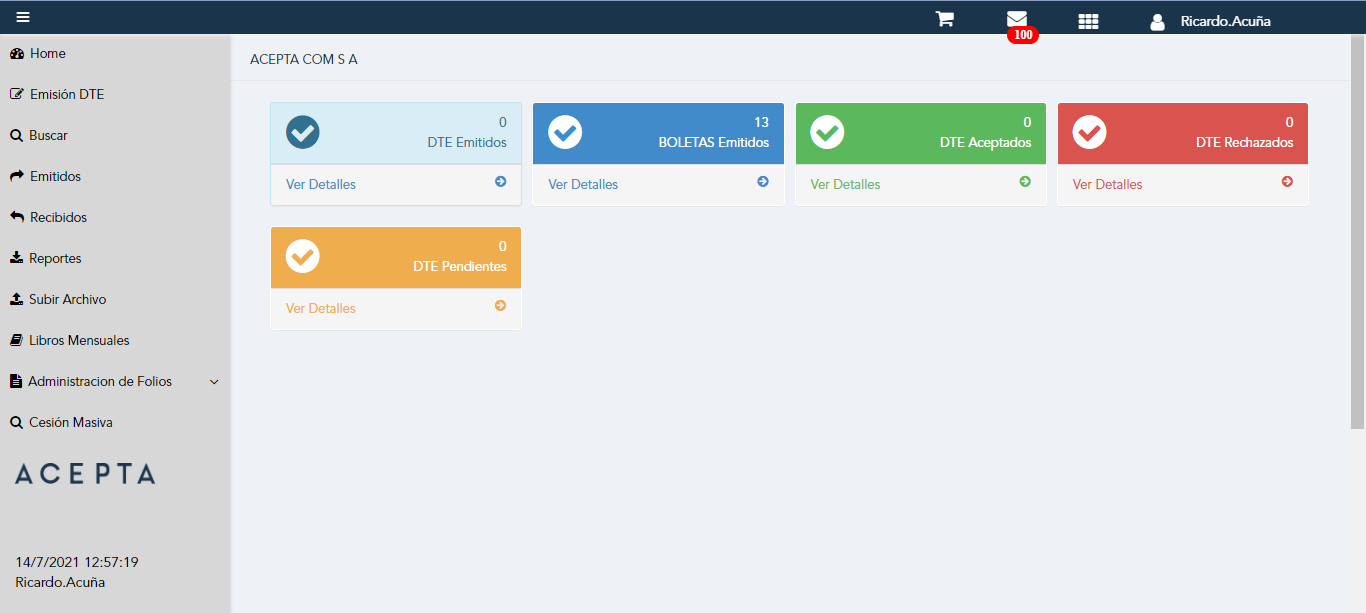 Ricardo.Acuña
100
Home
Emisión DTE
Buscar
Emitidos
Recibidos
Reportes
Subir Archivo
Libros Mensuales
Administracion de Folios
Cesión Masiva
ACEPTA
14/7/2021 12:57:19
Ricardo.Acuña
ACEPTA COM S A
0
DTE Emitidos
Ver Detalles
13
BOLETAS Emitidos
Ver Detalles
0
DTE Aceptados
Ver Detalles
0
DTE Rechazados
Ver Detalles
0
DTE Pendientes
Ver Detalles